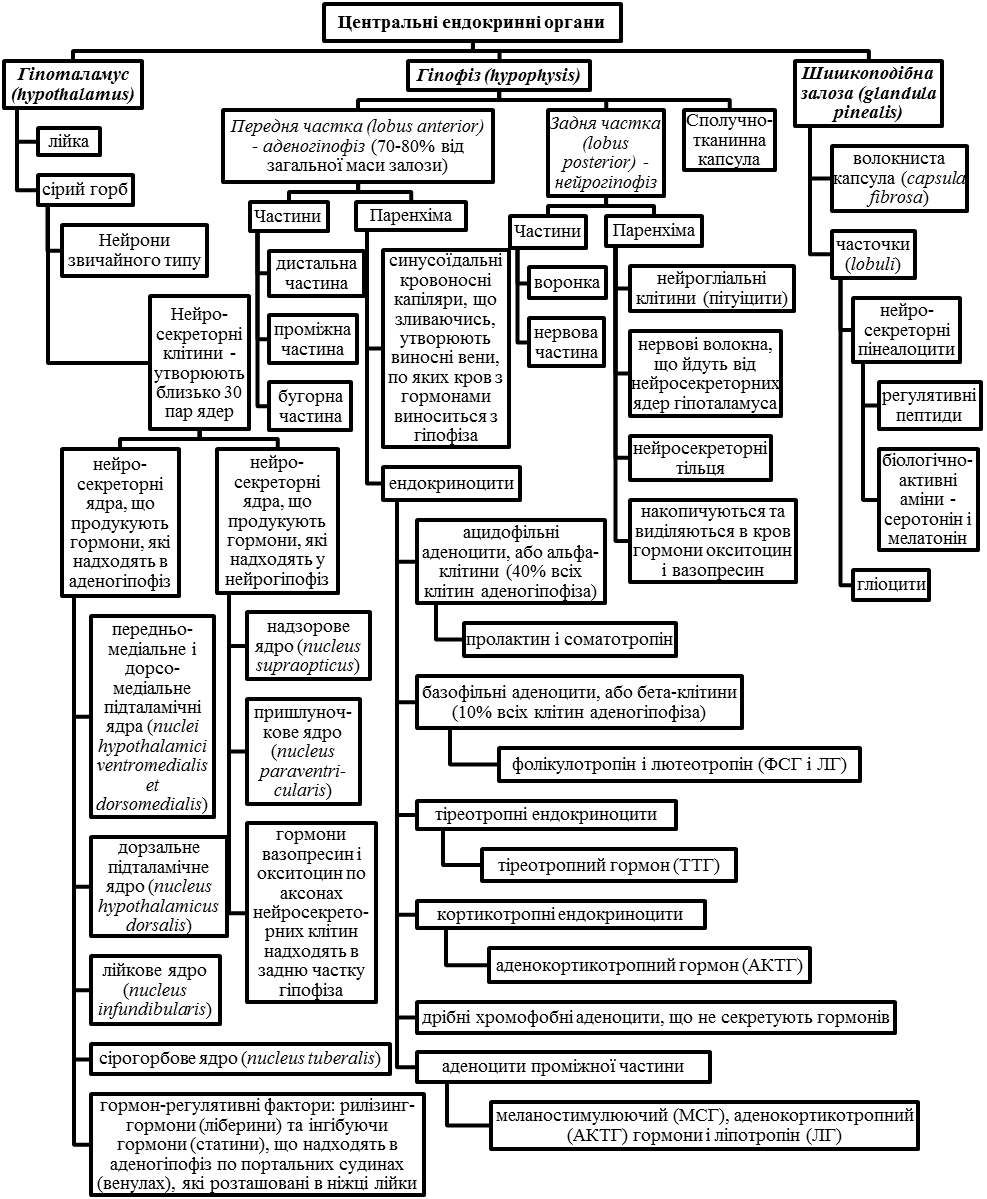 Центральні ендокринні органи
Гіпоталамус
(hypothalamus)
лійка
сірий горб
Нейрони
звичайного типу
Нейро-
секреторні
клітини -
утворюють
близько 30
пар ядер
нейро-
секреторні
ядра, що
продукують
гормони, які
надходять в
аденогіпофіз
передньо-
медіальне і
дорсо-
медіальне
підталамічні
ядра (nuclei
hypothalamici
ventromedialis
et
dorsomedialis)
дорзальне
підталамічне
ядро (nucleus
hypothalamicus
dorsalis)
лійкове ядро
(nucleus
infundibularis)
сірогорбове ядро (nucleus tuberalis)
гормон-регулятивні фактори: рилізинг-
гормони (ліберини) та інгібуючи
гормони (статини), що надходять в
аденогіпофіз по портальних судинах
(венулах), які розташовані в ніжці лійки
нейро-
секреторні
ядра, що
продукують
гормони, які
надходять у
нейрогіпофіз
надзорове
ядро (nucleus
supraopticus)
пришлуноч-
кове ядро
(nucleus
paraventri-
cularis)
гормони
вазопресин і
окситоцин по
аксонах
нейросекрето-
рних клітин
надходять в
задню частку
гіпофіза
Гіпофіз (hypophysis)
Передня частка (lobus anterior)
- аденогіпофіз (70-80% від
загальної маси залози)
Частини
дистальна
частина
проміжна
частина
бугорна
частина
Паренхіма
синусоїдальні
кровоносні
капіляри, що
зливаючись,
утворюють
виносні вени,
по яких кров з
гормонами
виноситься з
гіпофіза
ендокриноцити
ацидофільні
аденоцити, або альфа-
клітини (40% всіх
клітин аденогіпофіза)
пролактин і соматотропін
базофільні аденоцити, або бета-клітини
(10% всіх клітин аденогіпофіза)
фолікулотропін і лютеотропін (ФСГ і ЛГ)
тіреотропні ендокриноцити
тіреотропний гормон (ТТГ)
кортикотропні ендокриноцити
аденокортикотропний гормон (АКТГ)
дрібні хромофобні аденоцити, що не секретують гормонів
аденоцити проміжної частини
меланостимулюючий (МСГ), аденокортикотропний
(АКТГ) гормони і ліпотропін (ЛГ)
Задня частка
(lobus
posterior) -
нейрогіпофіз
Частини
воронка
нервова
частина
Паренхіма
нейрогліальні
клітини (пітуіцити)
нервові волокна,
що йдуть від
нейросекреторних
ядер гіпоталамуса
нейросекреторні
тільця
накопичуються та
виділяються в кров
гормони окситоцин
і вазопресин
Сполучно-
тканинна
капсула
Шишкоподібна
залоза (glandula
pinealis)
волокниста
капсула (capsula
fibrosa)
часточки
(lobuli)
нейро-
секреторні
пінеалоцити
регулятивні
пептиди
біологічно-
активні
аміни -
серотонін і
мелатонін
гліоцити